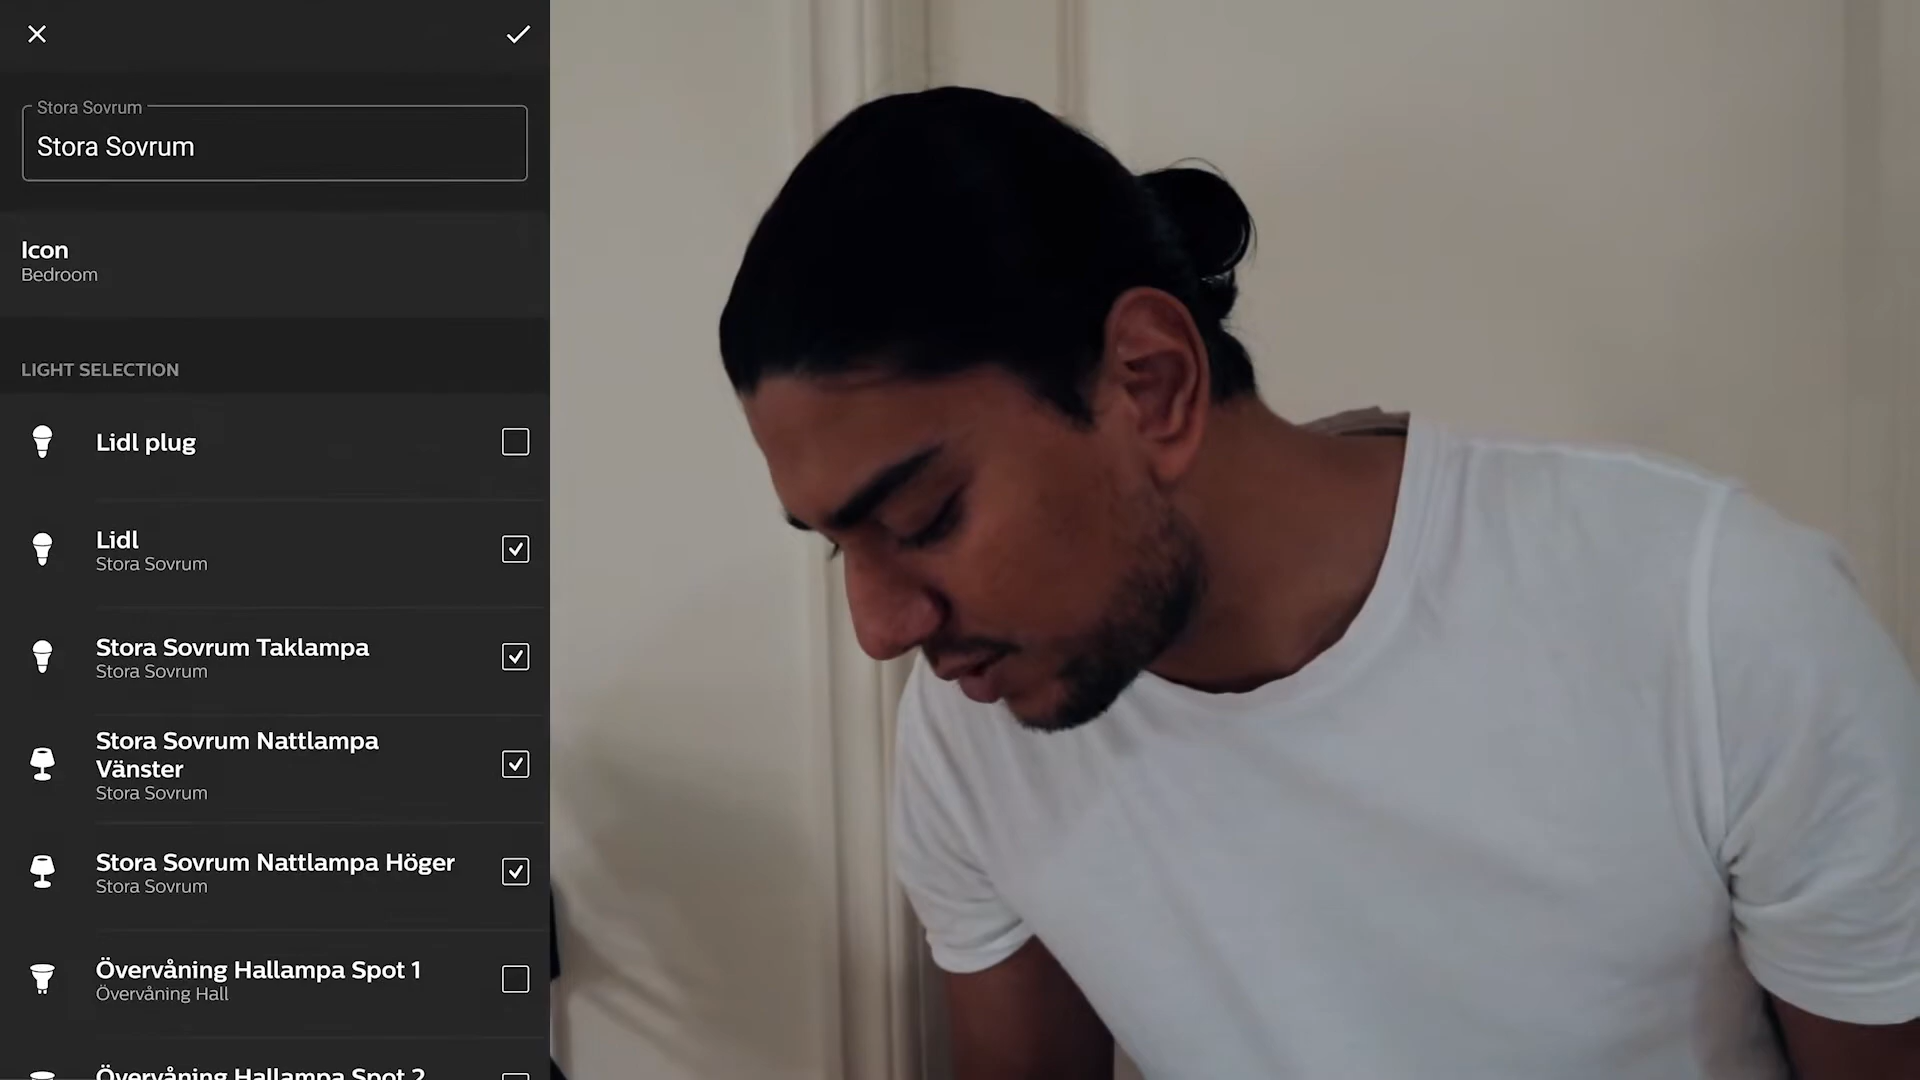 Stora Sovrum
Stora Sovrum
Icon
Bedroom
LIGHT SELECTION
Lidl plug
Lidl
Stora Sovrum
Stora Sovrum Taklampa
Stora Sovrum
Stora Sovrum Nattlampa
Vänster
Stora Sovrum
Stora Sovrum Nattlampa Höger
Stora Sovrum
Övervåning Hallampa Spot 1
Övervåning Hall
Övervåning Hallampa Spot 2